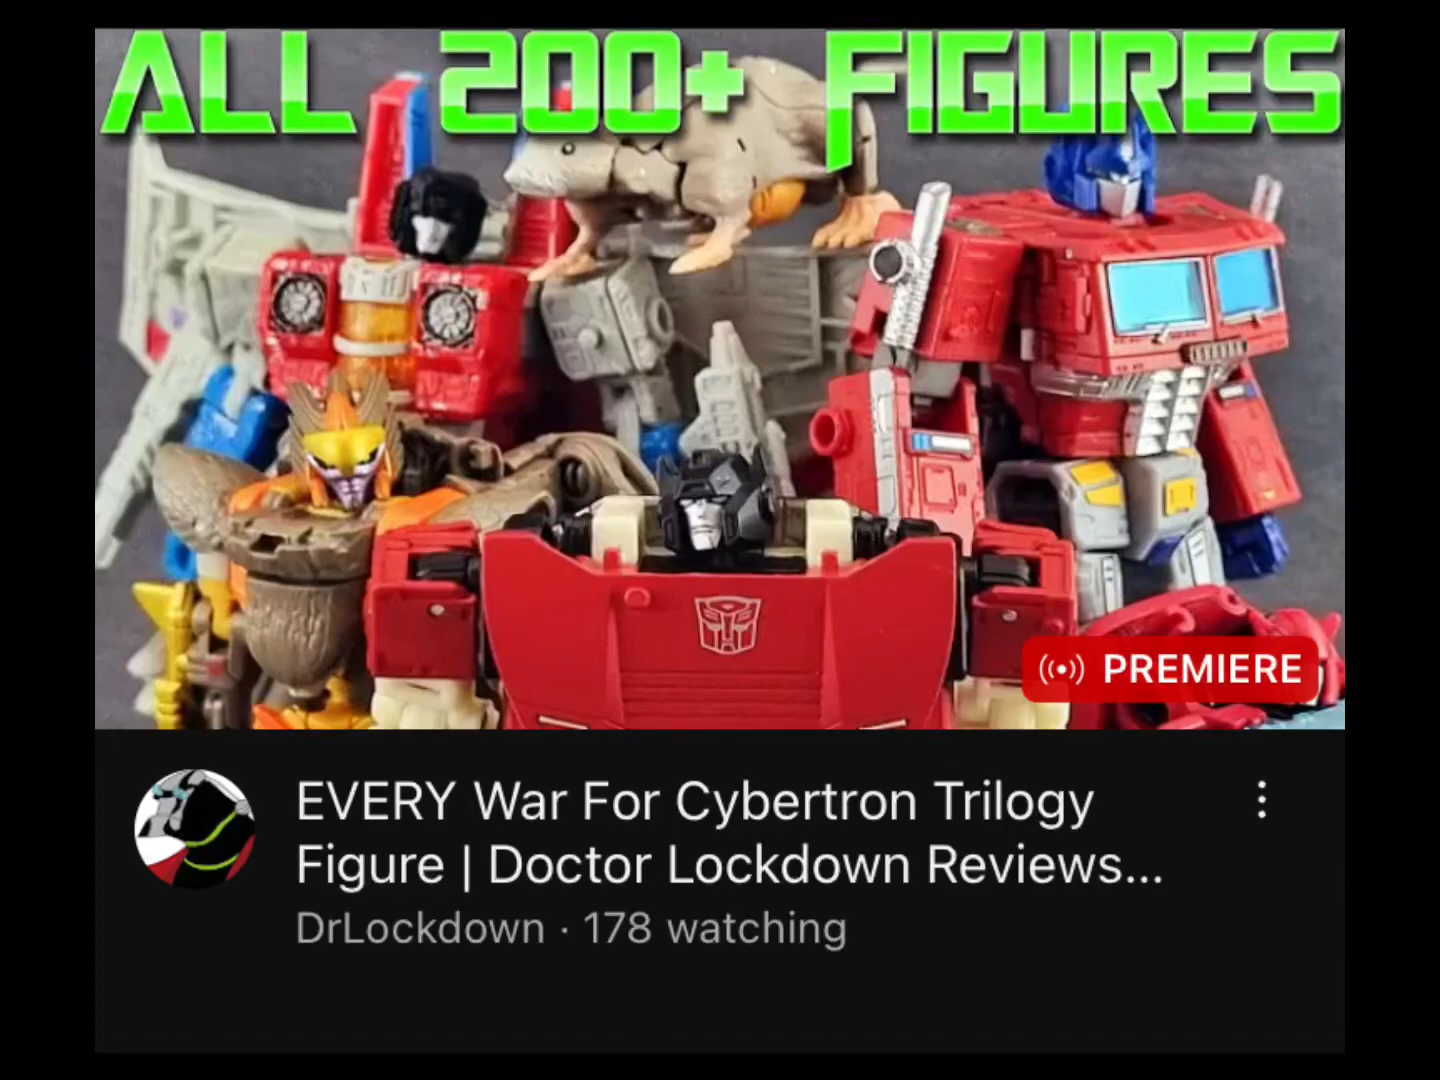 ALL 200+ FIGURES
PREMIERE
EVERY War For Cybertron Trilogy
Figure | Doctor Lockdown Reviews...
DrLockdown · 178 watching